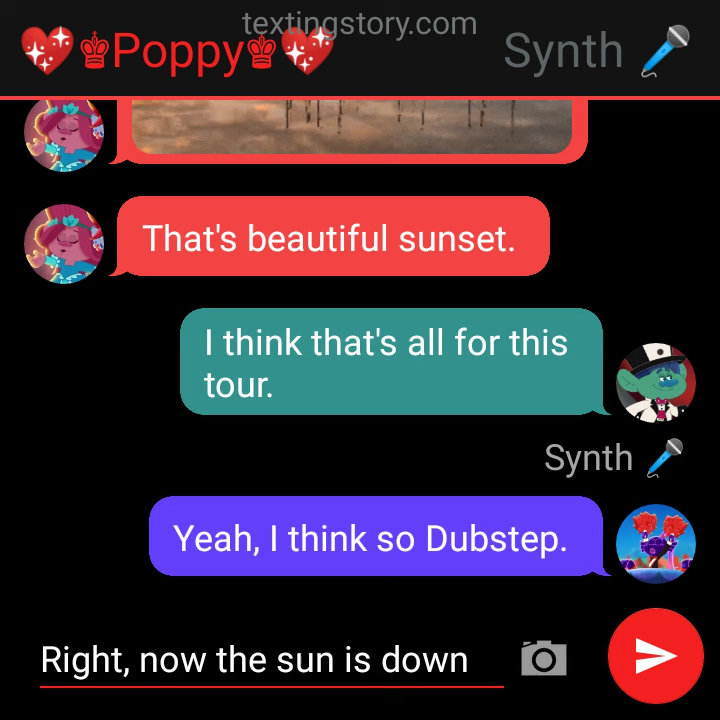 textingstory.com
💖♚Poppy♚💖 Synth 🎤
That's beautiful sunset.
I think that's all for this
tour.
Synth 🎤
Yeah, I think so Dubstep.
Right, now the sun is down